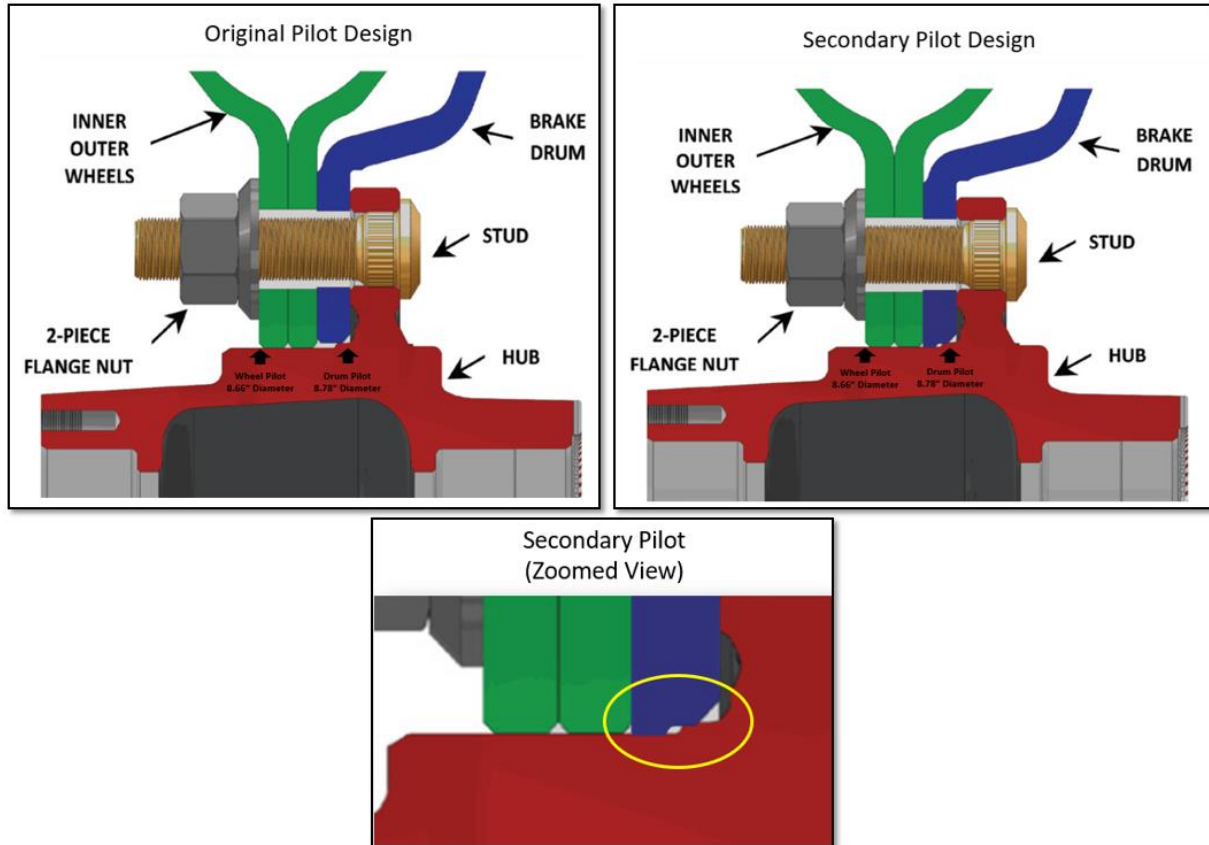 Original Pilot Design
INNER
OUTER
WHEELS
BRAKE
DRUM
STUD
2-PIECE
FLANGE NUT
HUB
Wheel Pilot
8.66" Diameter
Drum Pilot
8.78" Diameter
Secondary Pilot Design
INNER
OUTER
WHEELS
BRAKE
DRUM
STUD
2-PIECE
FLANGE NUT
HUB
Wheel Pilot
8.66" Diameter
Drum Pilot
8.78" Diameter
Secondary Pilot
(Zoomed View)